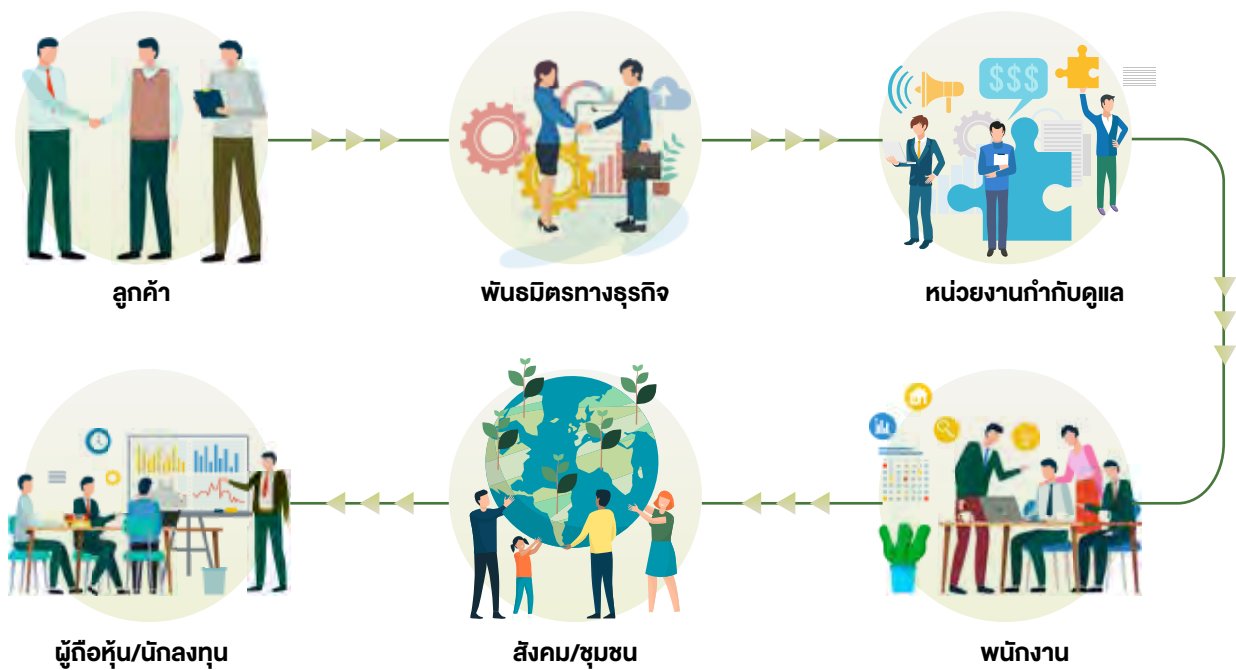 $$$
ลูกค้า
พันธมิตรทางธุรกิจ
หน่วยงานกำกับดูแล
พนักงาน
สังคม/ชุมชน
ผู้ถือหุ้น/นักลงทุน